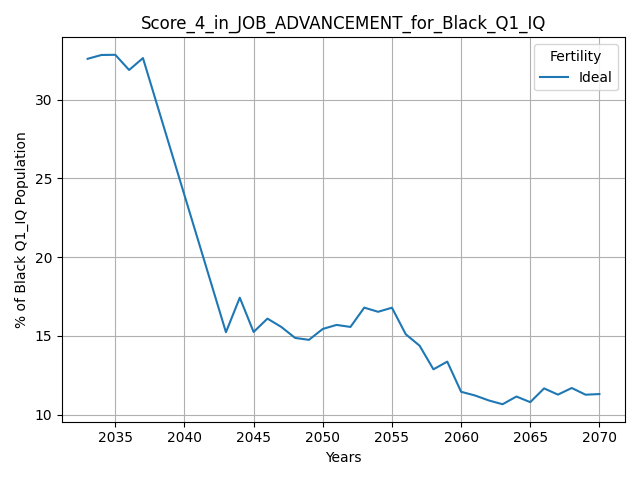 Score_4_in_JOB_ADVANCEMENT_for_Black_Q1_IQ
Fertility
Ideal
% of Black Q1_IQ Population
30
25
20
15
10
2035 2040 2045 2050 2055 2060 2065 2070
Years